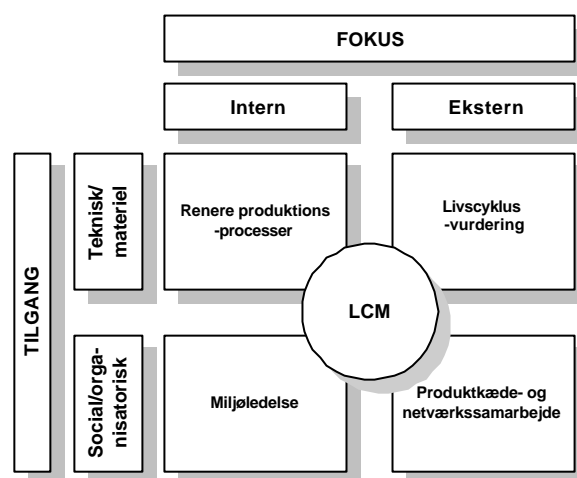 FOKUS
Intern
Ekstern
TILGANG
Teknisk/
materiel
Renere produktions
-processer
Livscyklus
-vurdering
LCM
Social/orga-
nisatorisk
Miljøledelse
Produktkæde- og
netværkssamarbejde